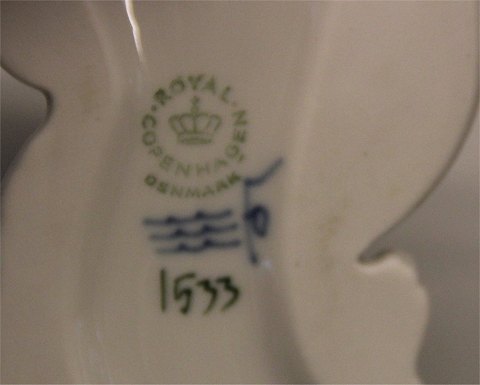 ROYAL
COPENHAGEN
DENMARK
1533